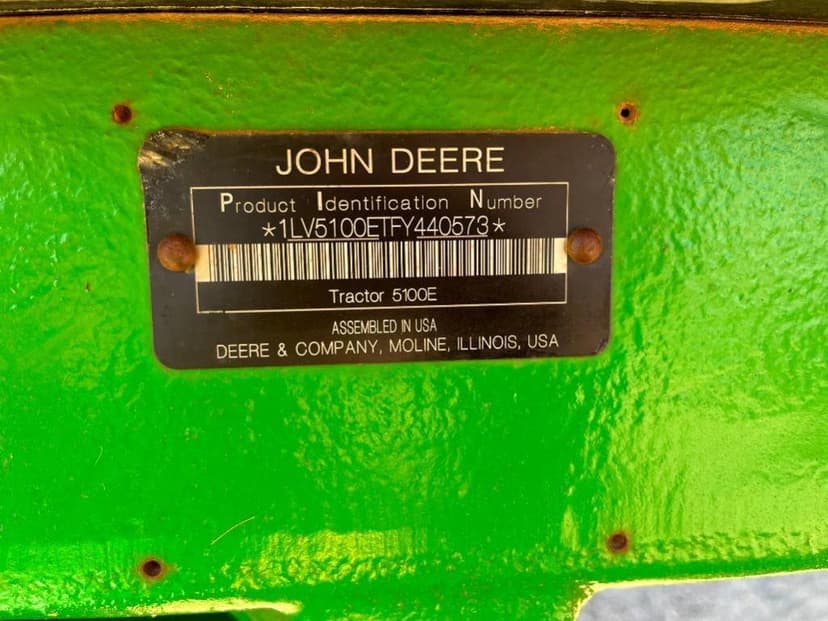 JOHN DEERE
Product Identification Number
*1LV5100ETFY440573*
Tractor 5100E
ASSEMBLED IN USA
DEERE & COMPANY, MOLINE, ILLINOIS, USA